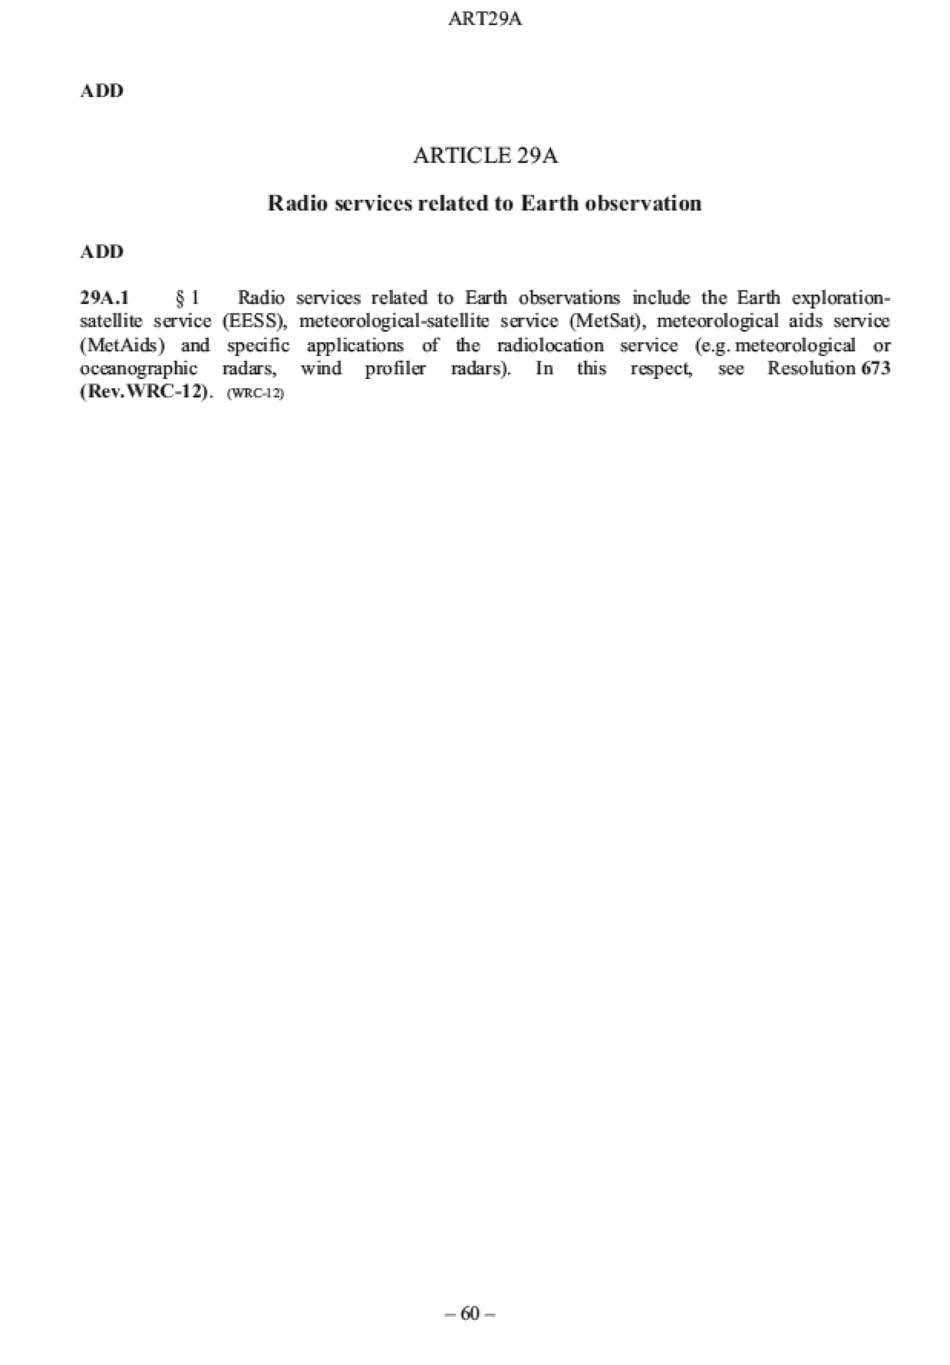 ART29A
ADD
ARTICLE 29A
Radio services related to Earth observation
ADD
29A.1 § 1 Radio services related to Earth observations include the Earth exploration-
satellite service (EESS), meteorological-satellite service (MetSat), meteorological aids service
(MetAids) and specific applications of the radiolocation service (e.g. meteorological or
oceanographic radars, wind profiler radars). In this respect, see Resolution 673
(Rev.WRC-12). (WRC-12)
– 60 –